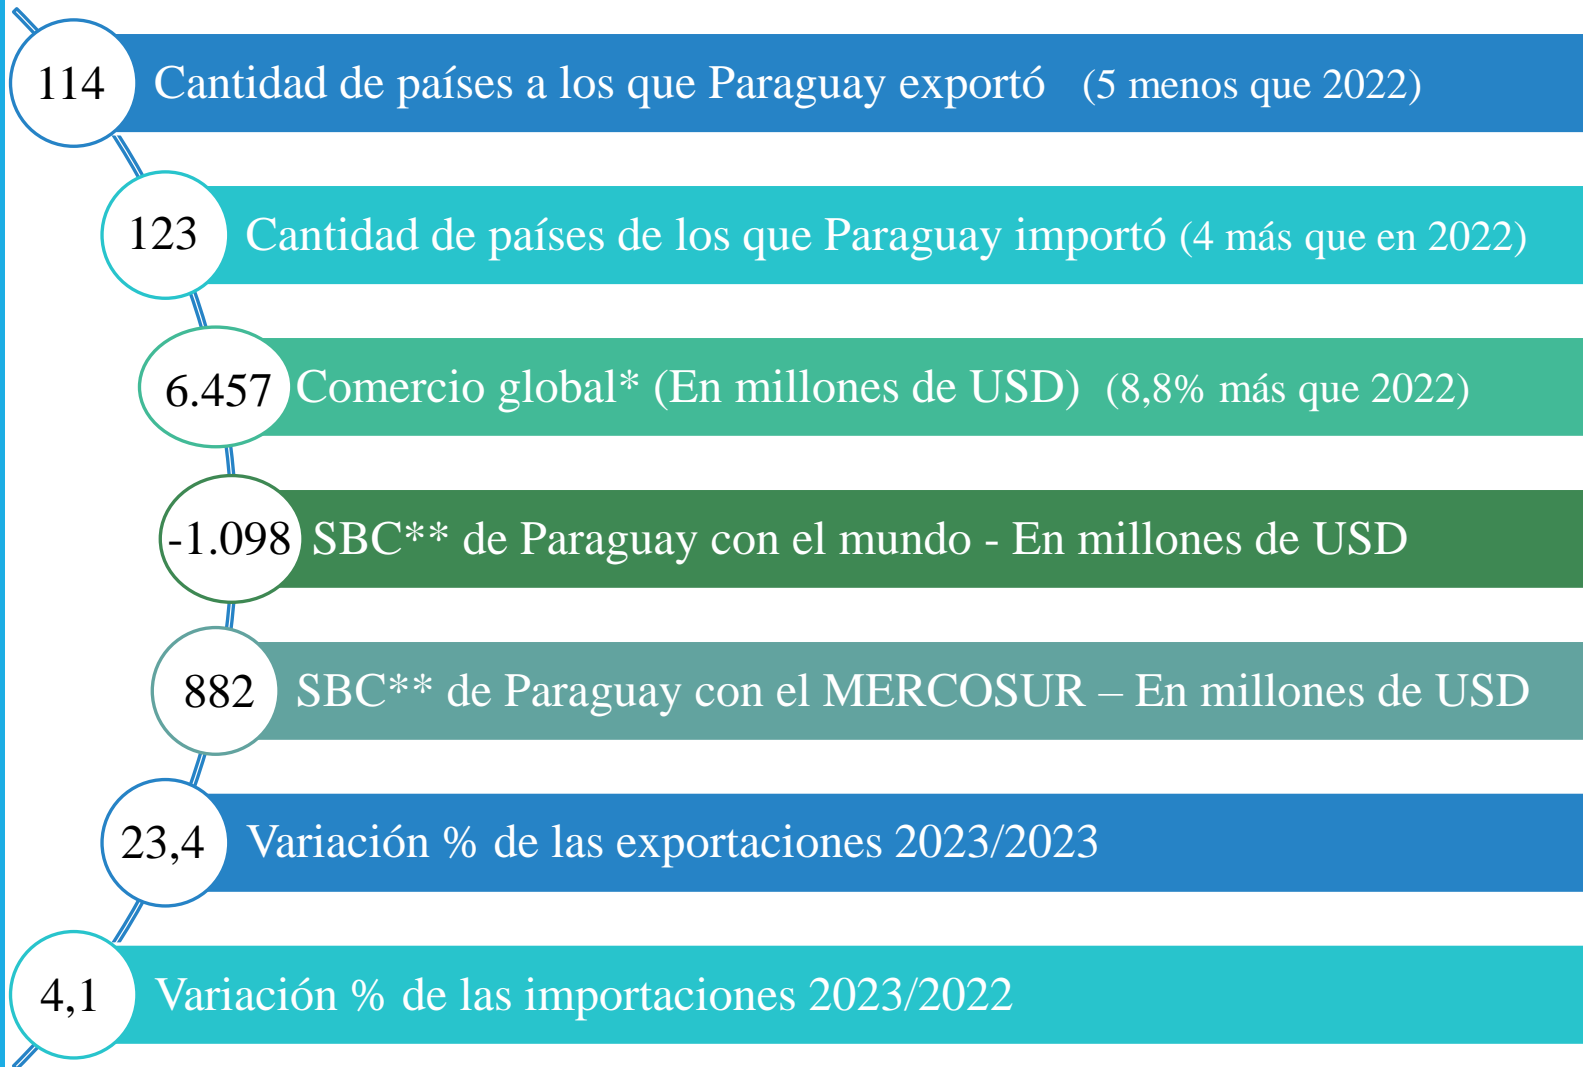 114 Cantidad de países a los que Paraguay exportó (5 menos que 2022)
123 Cantidad de países de los que Paraguay importó (4 más que en 2022)
6.457 Comercio global* (En millones de USD) (8,8% más que 2022)
-1.098 SBC** de Paraguay con el mundo - En millones de USD
882 SBC** de Paraguay con el MERCOSUR – En millones de USD
23,4 Variación % de las exportaciones 2023/2023
4,1 Variación % de las importaciones 2023/2022